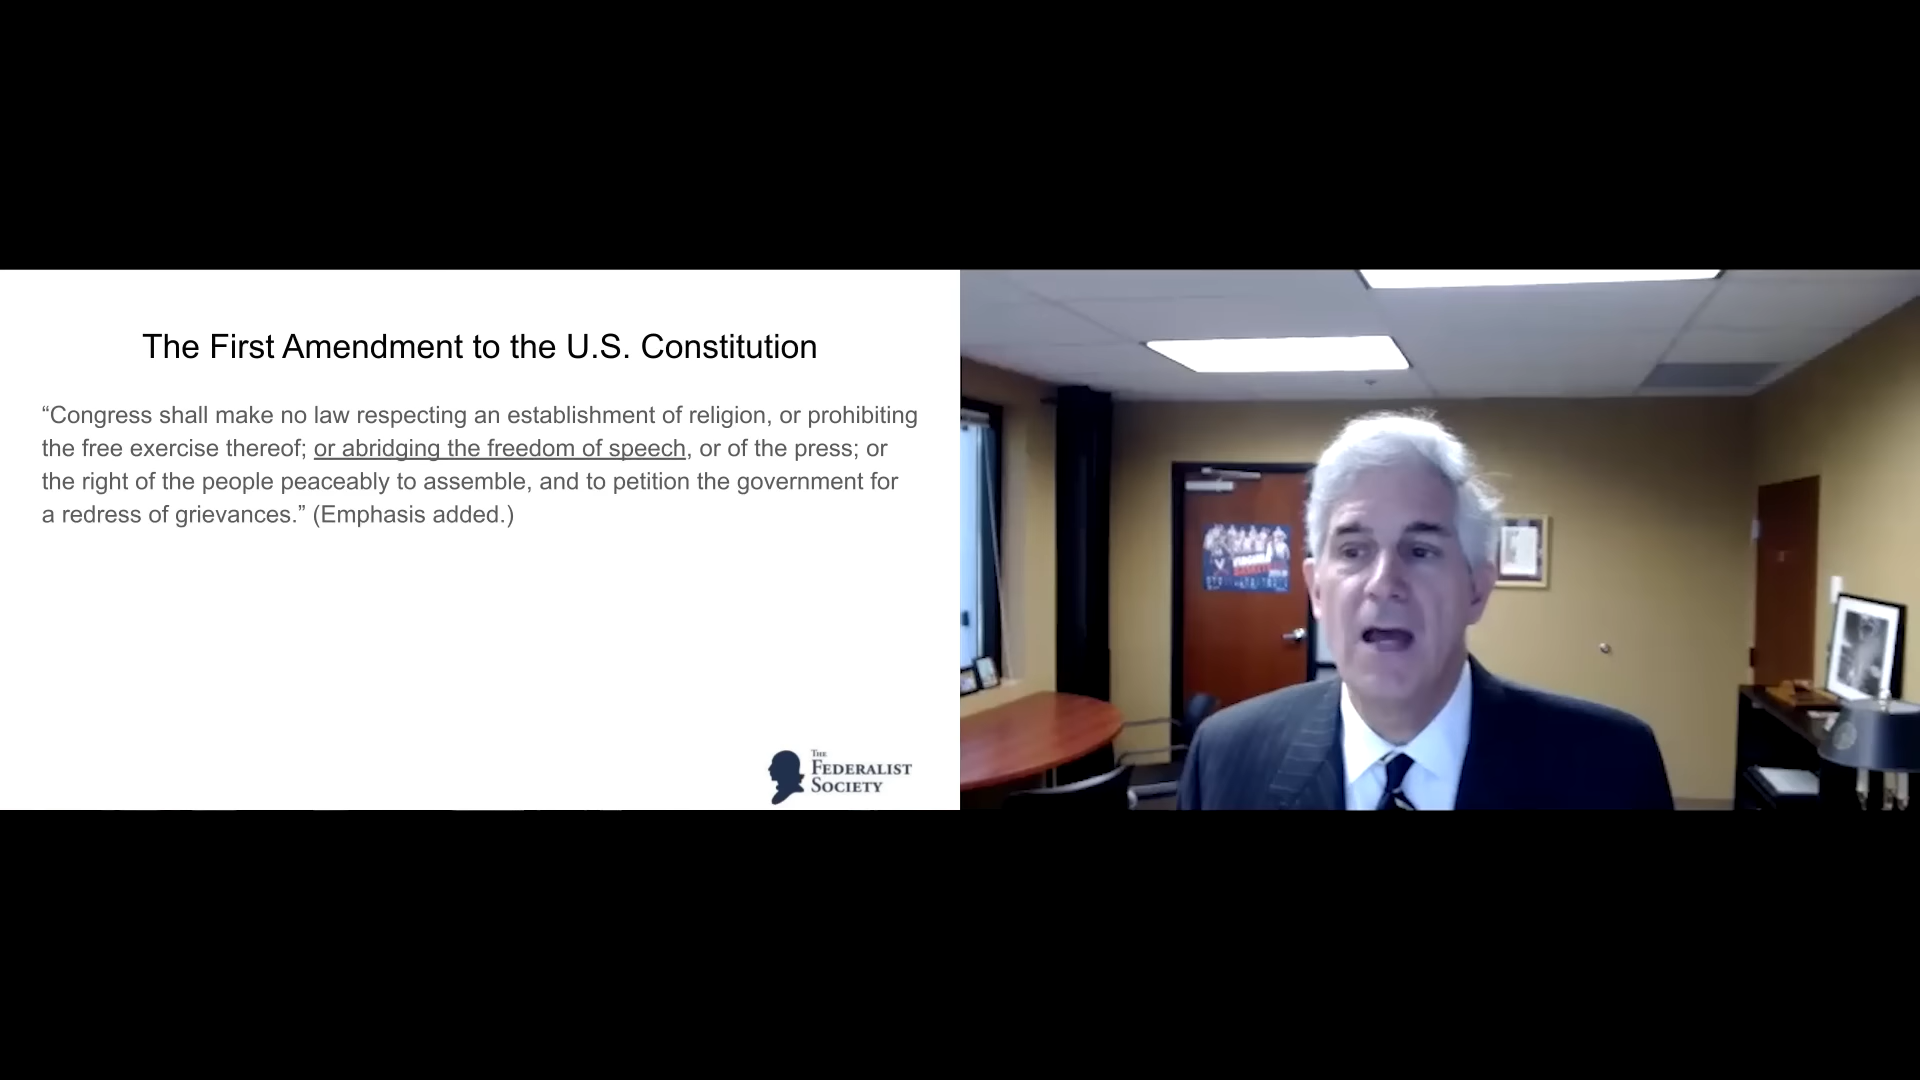 The First Amendment to the U.S. Constitution
“Congress shall make no law respecting an establishment of religion, or prohibiting
the free exercise thereof; or abridging the freedom of speech, or of the press; or
the right of the people peaceably to assemble, and to petition the government for
a redress of grievances.” (Emphasis added.)
THE
FEDERALIST
SOCIETY
VIRGINIA